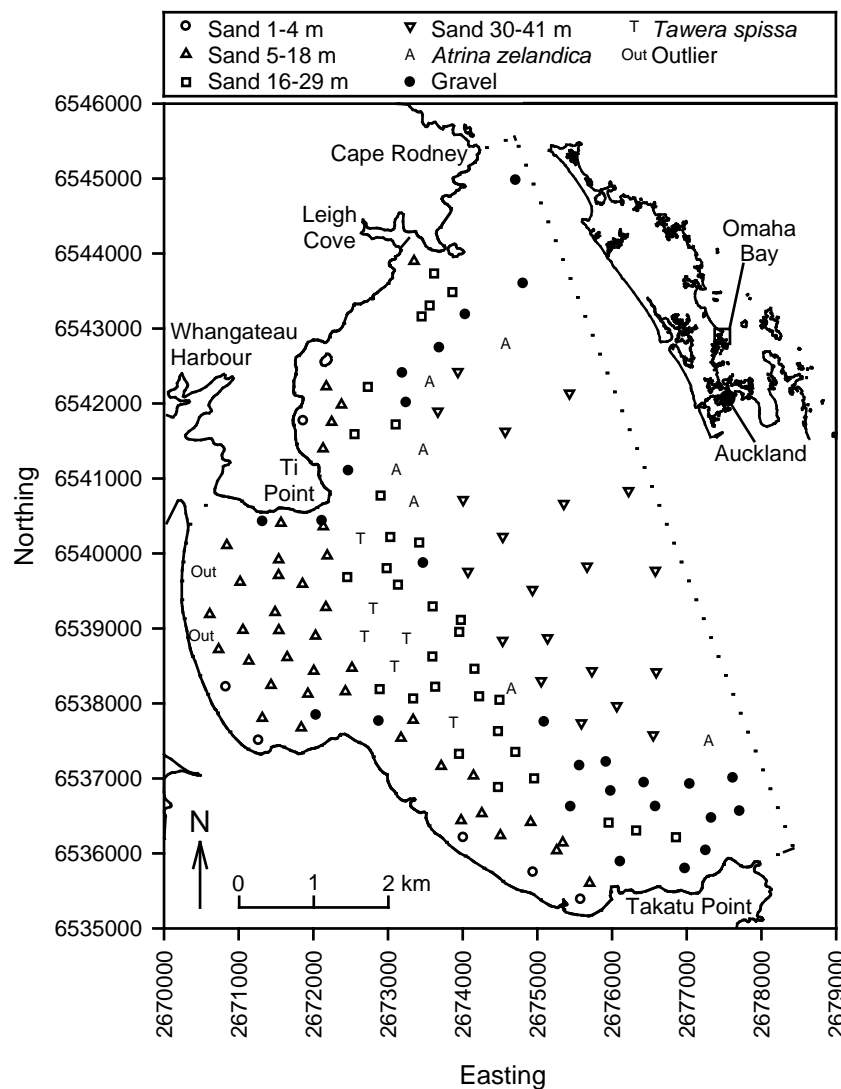 Sand 1-4 m
Sand 5-18 m
Sand 16-29 m
Sand 30-41 m
A Atrina zelandica
Gravel
T Tawera spissa
Out Outlier
Northing
6546000
6545000
6544000
6543000
6542000
6541000
6540000
6539000
6538000
6537000
6536000
6535000
Cape Rodney
Leigh
Cove
Omaha
Bay
Whangateau
Harbour
A
A
Auckland
A
Ti
Point
A
A
T
Out
T
Out
T
T
T
A
T
A
N
0 1 2 km
Takatu Point
2670000
2671000
2672000
2673000
2674000
2675000
2676000
2677000
2678000
2679000
Easting